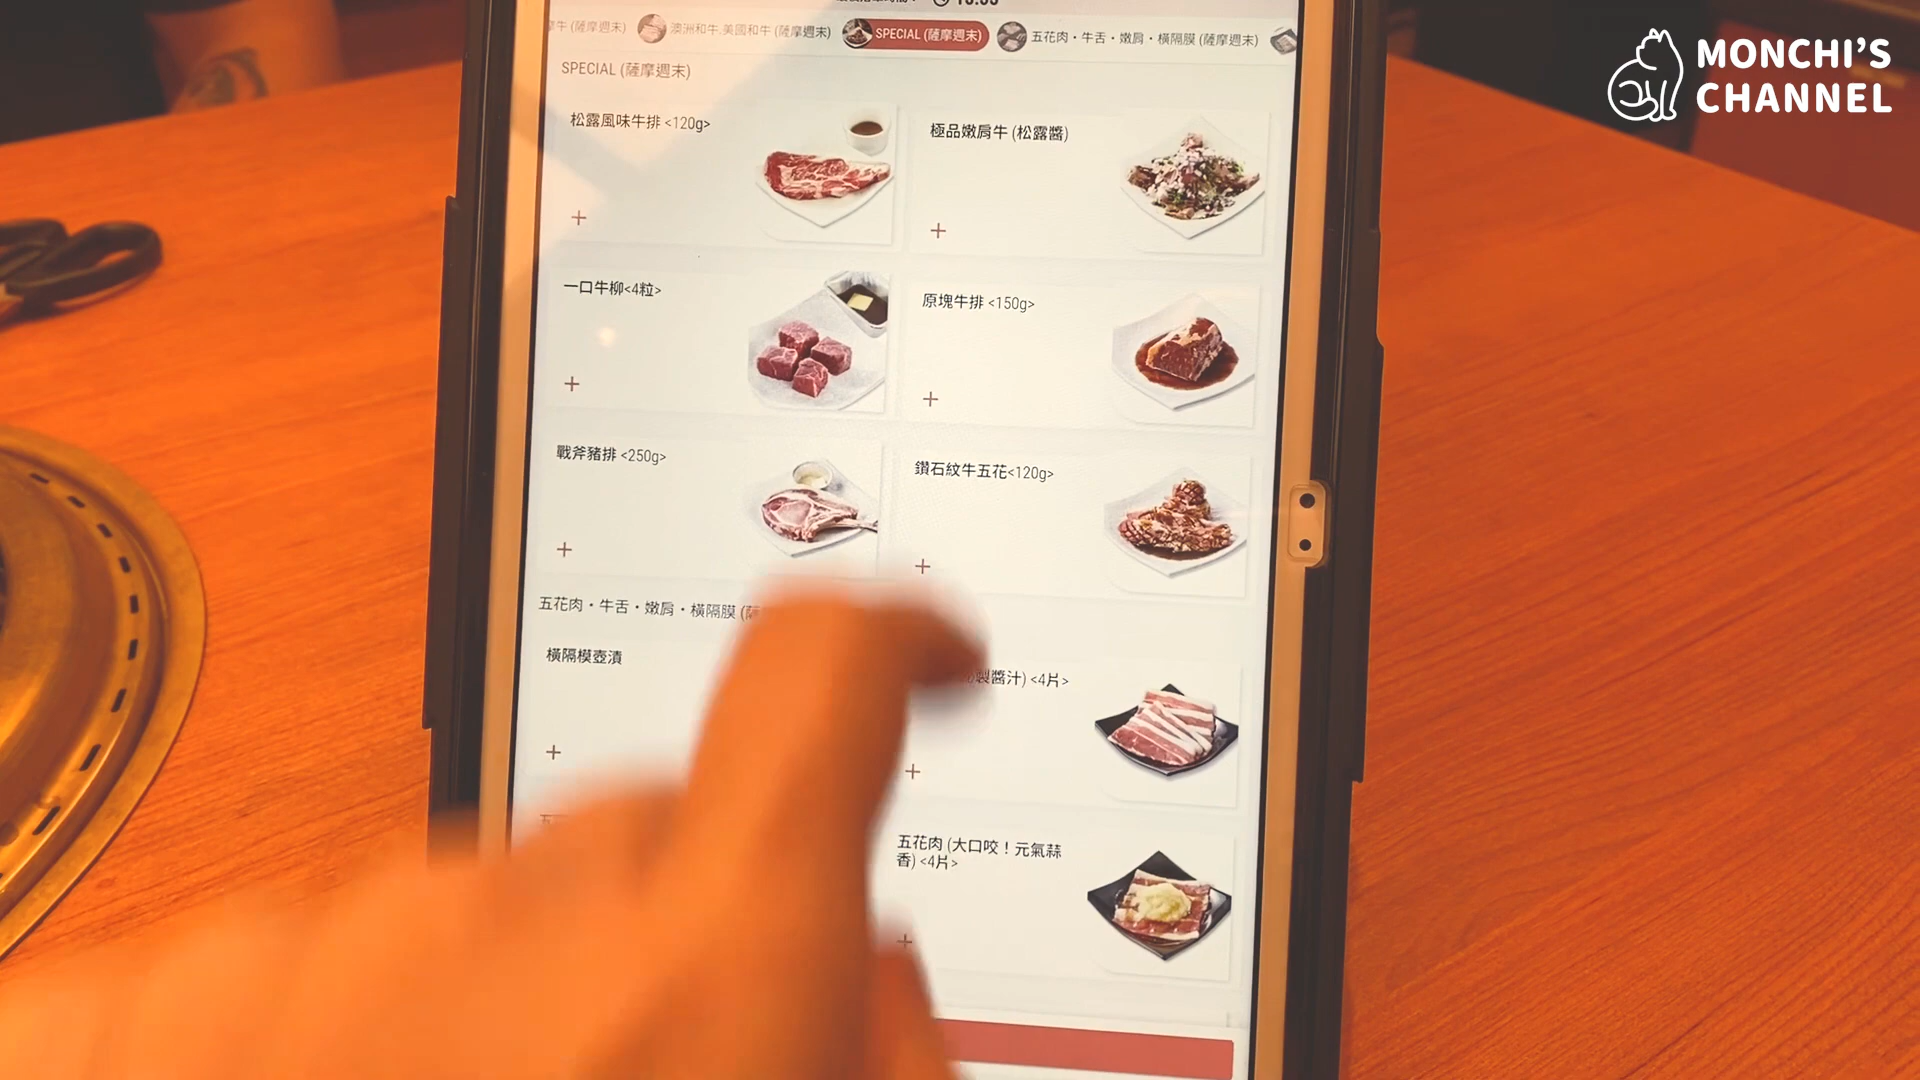 牛 (薩摩週末)
澳洲和牛.美國和牛 (薩摩週末)
SPECIAL (薩摩週末)
五花肉・牛舌・嫩肩・橫隔膜 (薩摩週末)
MONCHI'S
CHANNEL
SPECIAL (薩摩週末)
松露風味牛排 <120g>
極品嫩肩牛 (松露醬)
一口牛柳<4粒>
原塊牛排 <150g>
戰斧豬排 <250g>
鑽石紋牛五花<120g>
五花肉・牛舌・嫩肩・橫隔膜 (薩
橫隔模壺漬
製醬汁) <4片>
五花肉 (大口咬！元氣蒜
香) <4片>